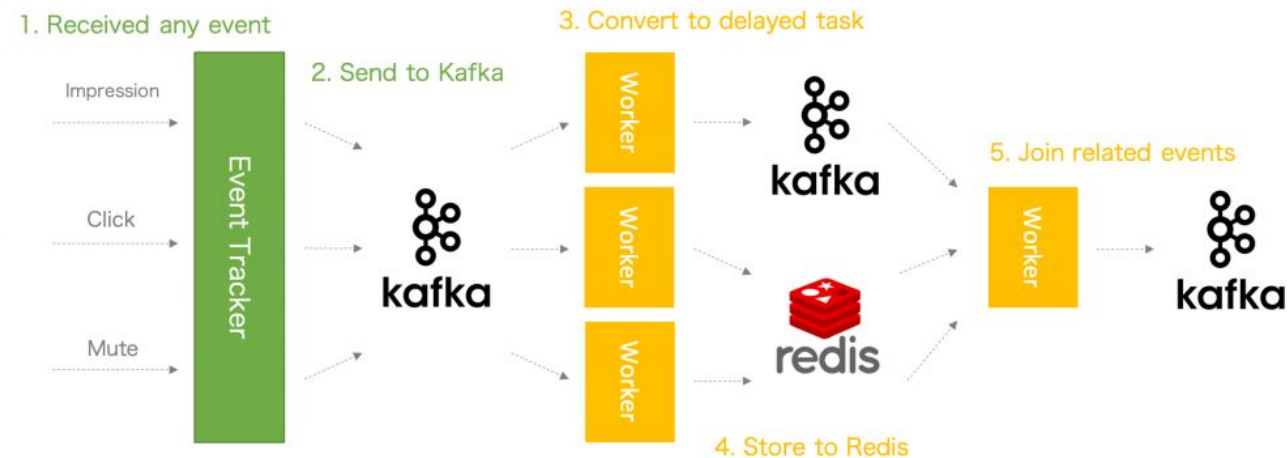 1. Received any event
2. Send to Kafka
3. Convert to delayed task
Impression
Click
Mute
Event Tracker
kafka
Worker
Worker
Worker
kafka
redis
4. Store to Redis
5. Join related events
Worker
kafka